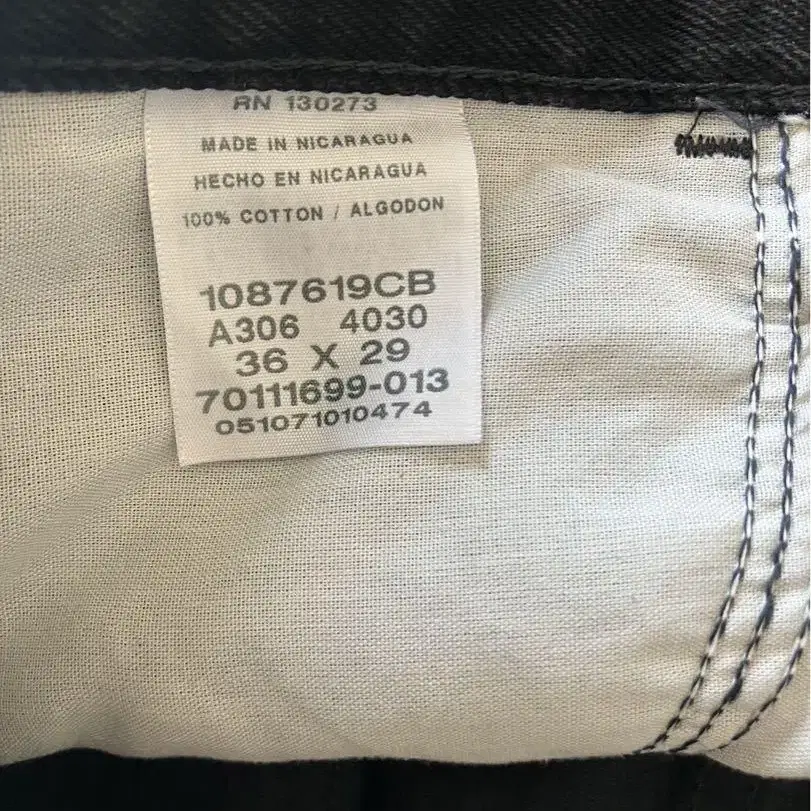 RN 130273
MADE IN NICARAGUA
HECHO EN NICARAGUA
100% COTTON / ALGODON
1087619CB
A306 4030
36 X 29
70111699-013
051071010474